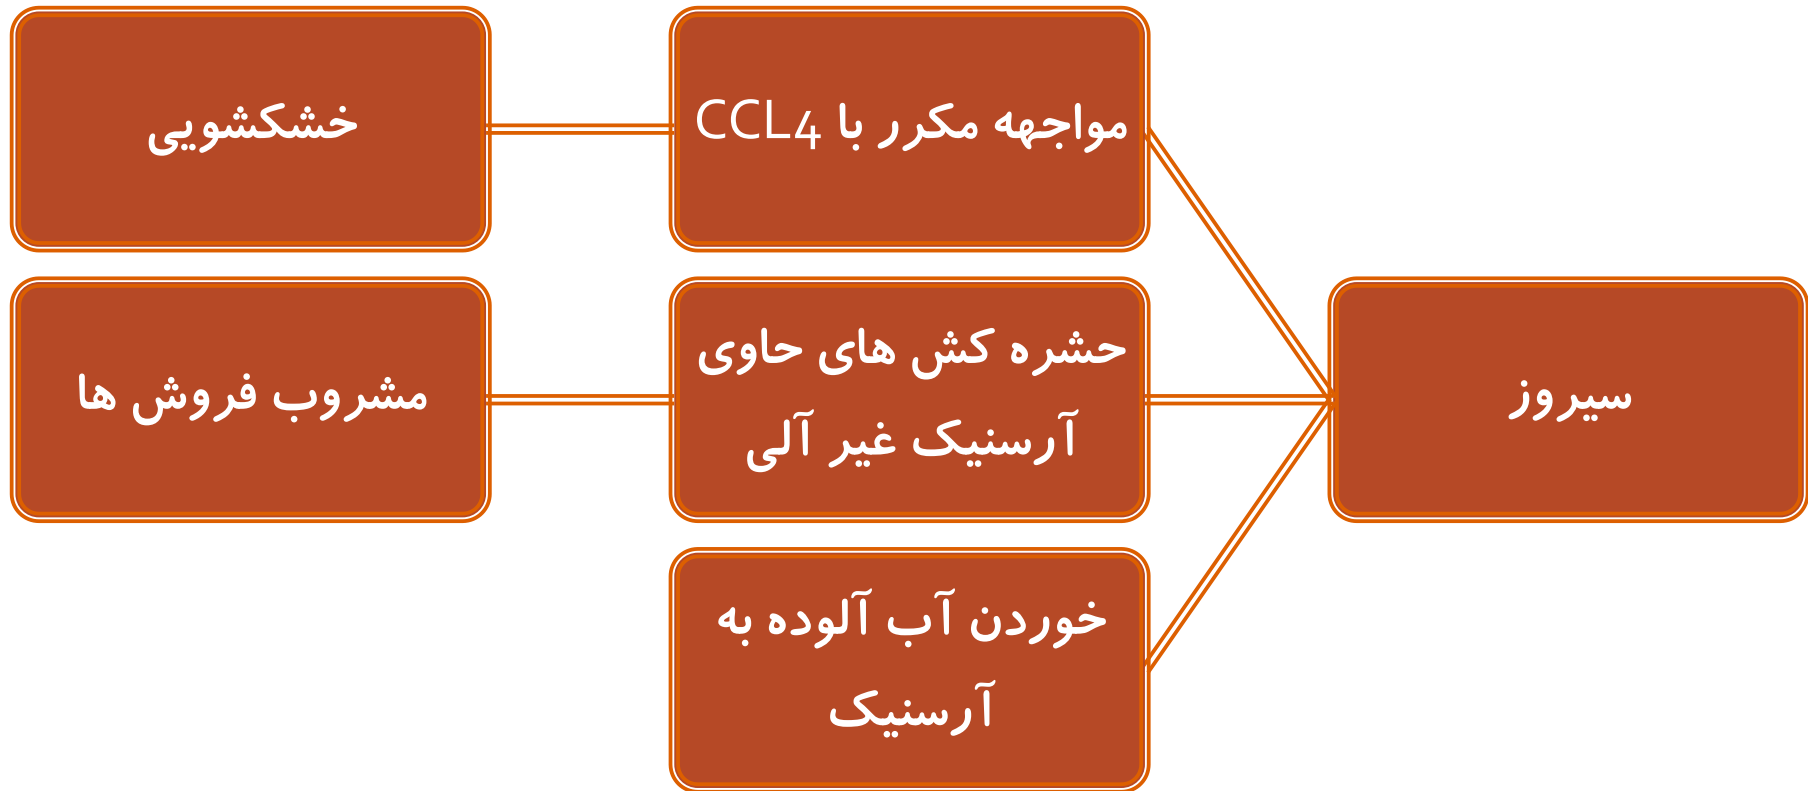 سیروز
مواجهه مکرر با CCL4
خشکشویی
حشره کش های حاوی
آرسنیک غیر آلی
مشروب فروش ها
خوردن آب آلوده به
آرسنیک